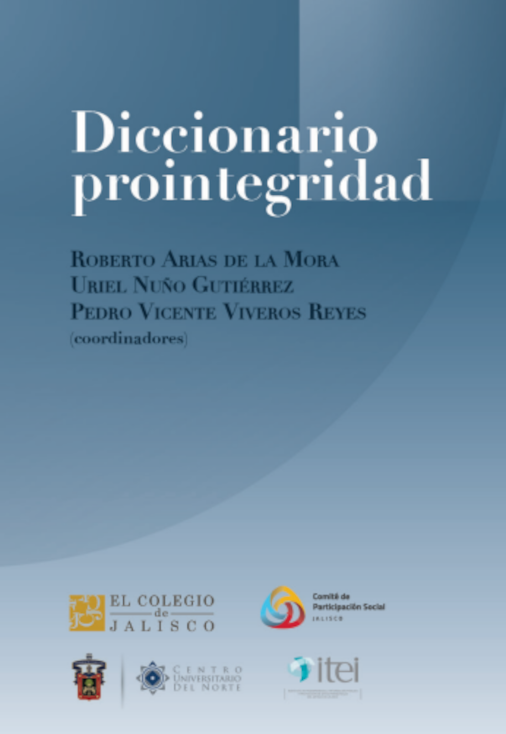 Diccionario
prointegridad
ROBERTO ARIAS DE LA MORA
URIEL NUÑO GUTIÉRREZ
PEDRO VICENTE VIVEROS REYES
(coordinadores)
EL COLEGIO
de
JALISCO
Comité de
Participación Social
JALISCO
CENTRO
UNIVERSITARIO
DEL NORTE
itei